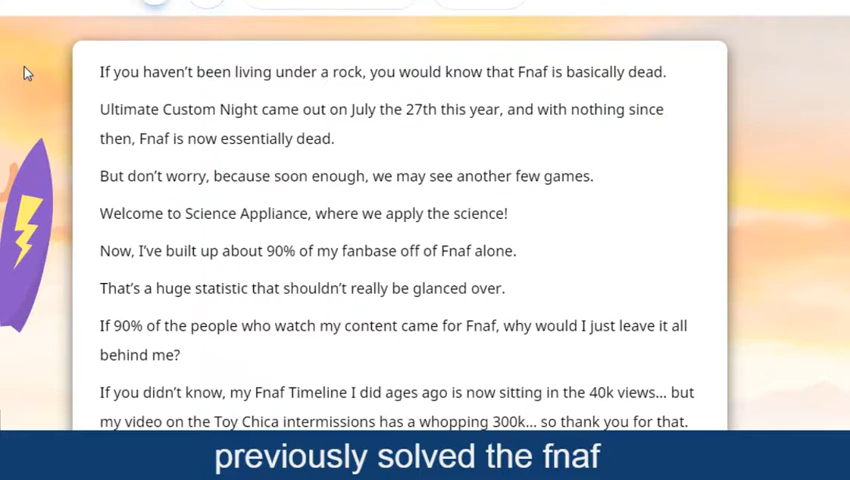 If you haven’t been living under a rock, you would know that Fnaf is basically dead.
Ultimate Custom Night came out on July the 27th this year, and with nothing since
then, Fnaf is now essentially dead.
But don’t worry, because soon enough, we may see another few games.
Welcome to Science Appliance, where we apply the science!
Now, I’ve built up about 90% of my fanbase off of Fnaf alone.
That’s a huge statistic that shouldn’t really be glanced over.
If 90% of the people who watch my content came for Fnaf, why would I just leave it all
behind me?
If you didn’t know, my Fnaf Timeline I did ages ago is now sitting in the 40k views... but
my video on the Toy Chica intermissions has a whopping 300k... so thank you for that.
previously solved the fnaf